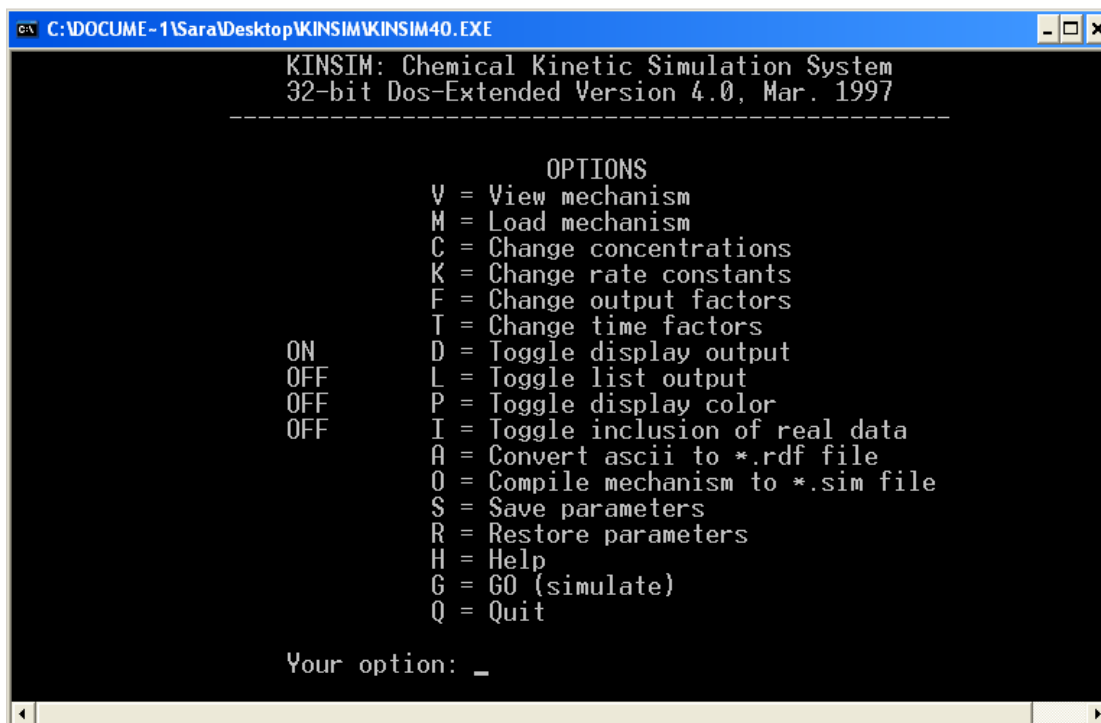 C:\DOCUME~1\Sara\Desktop\KINSIM\KINSIM40.EXE
KINSIM: Chemical Kinetic Simulation System
32-bit Dos-Extended Version 4.0, Mar. 1997
--------------------------------------------------
OPTIONS
V = View mechanism
M = Load mechanism
C = Change concentrations
K = Change rate constants
F = Change output factors
T = Change time factors
ON D = Toggle display output
OFF L = Toggle list output
OFF P = Toggle display color
OFF I = Toggle inclusion of real data
A = Convert ascii to *.rdf file
O = Compile mechanism to *.sim file
S = Save parameters
R = Restore parameters
H = Help
G = GO (simulate)
Q = Quit
Your option: _